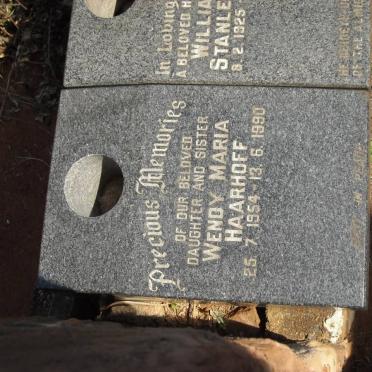 In Loving
A BELOVED H
WILLIA
STANLE
9.2.1925
Precious Memories
OF OUR BELOVED
DAUGHTER AND SISTER
WENDY MARIA
HAARHOFF
25.7.1954-13.6.1990